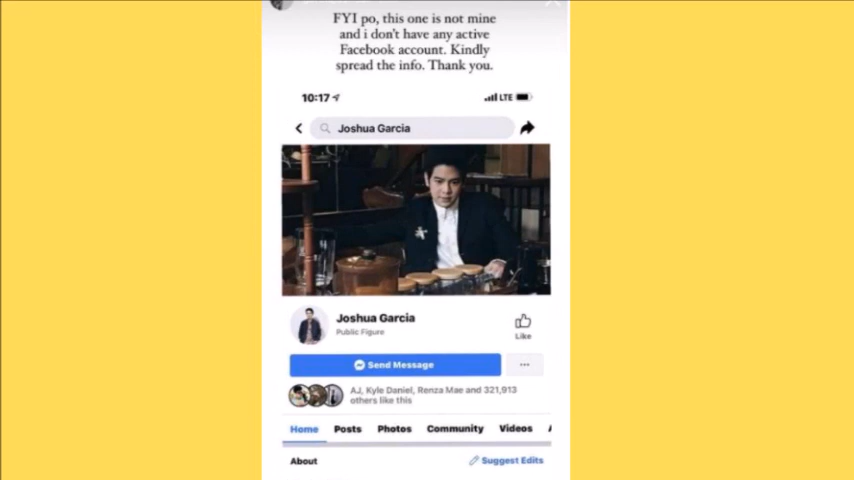 FYI po, this one is not mine
and i don't have any active
Facebook account. Kindly
spread the info. Thank you.
10:17
LTE
Joshua Garcia
Joshua Garcia
Public Figure
Like
Send Message
AJ, Kyle Daniel, Renza Mae and 321,913
others like this
Home Posts Photos Community Videos
About
Suggest Edits